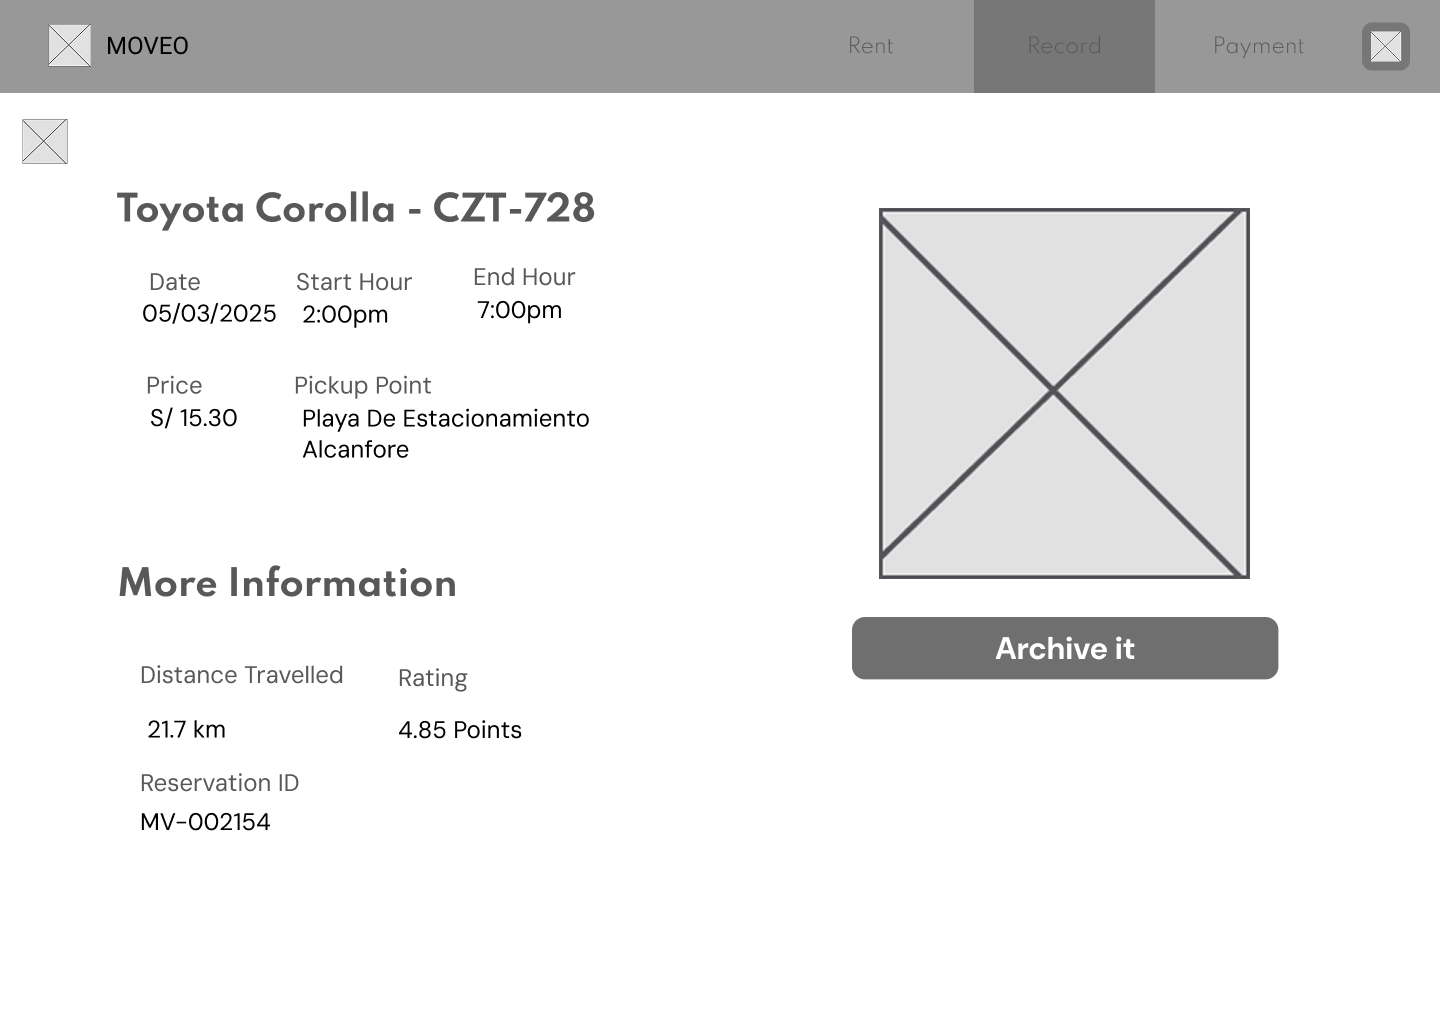 MOVEO
Rent
Record
Payment
Toyota Corolla - CZT-728
Date
Start Hour
End Hour
05/03/2025
2:00pm
7:00pm
Price
Pickup Point
S/ 15.30
Playa De Estacionamiento
Alcanfore
More Information
Archive it
Distance Travelled
Rating
21.7 km
4.85 Points
Reservation ID
MV-002154